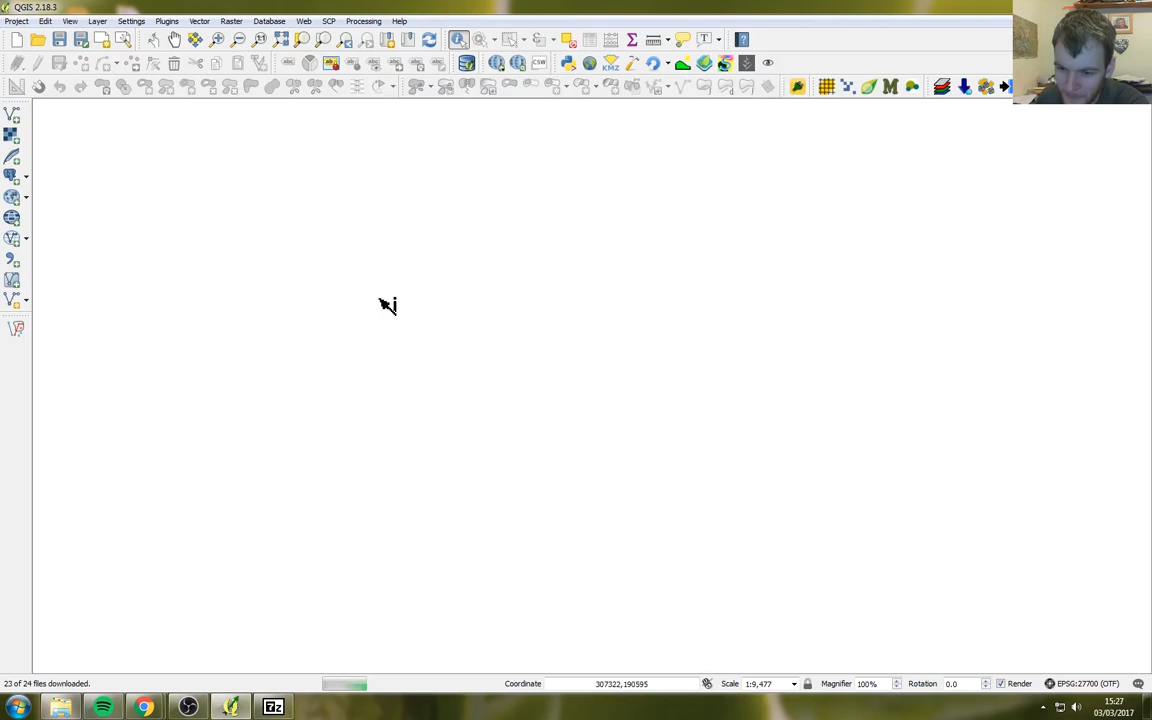 QGIS 2.18.3
Project Edit View Layer Settings Plugins Vector Raster Database Web SCP Processing Help
CSW
KMZ
23 of 24 files downloaded.
Coordinate 307322,190595 Scale 1:9,477 Magnifier 100% Rotation 0.0 Render EPSG:27700 (OTF)
15:27
03/03/2017